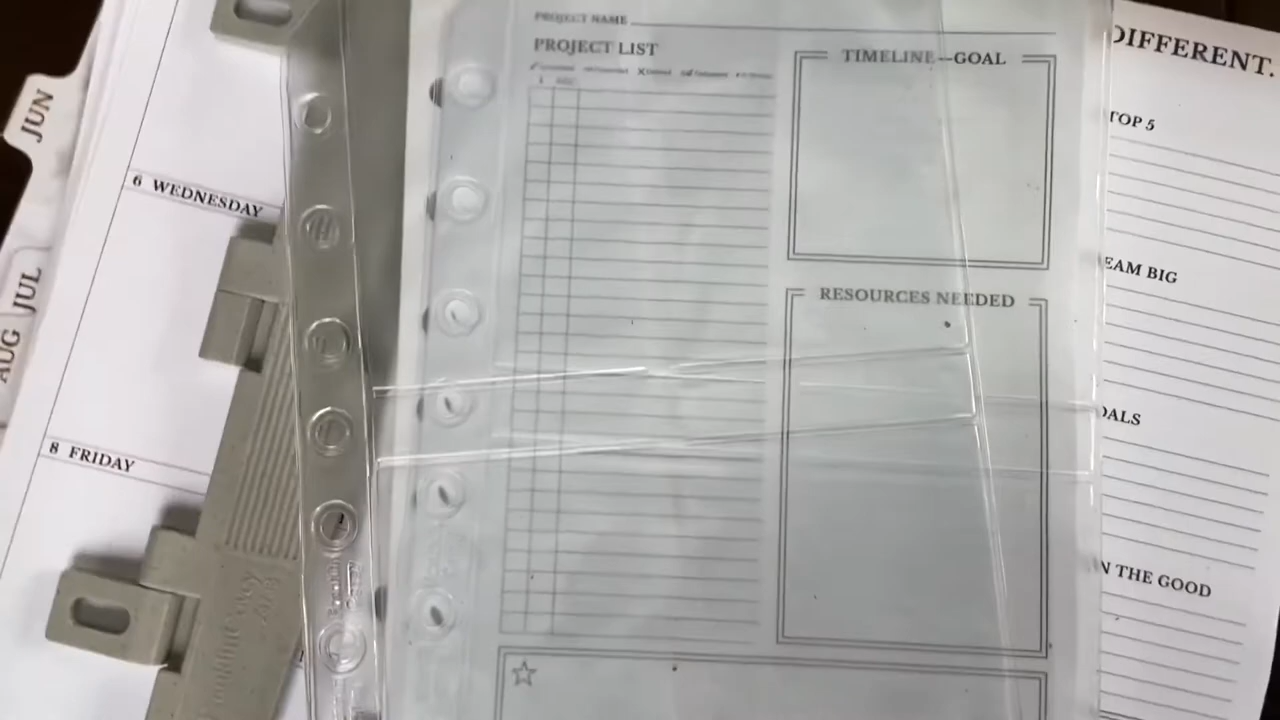 JUN
JUL
AUG
6 WEDNESDAY
8 FRIDAY
PROJECT NAME
PROJECT LIST
TIMELINE--GOAL
RESOURCES NEEDED
DIFFERENT.
TOP 5
EAM BIG
OALS
N THE GOOD